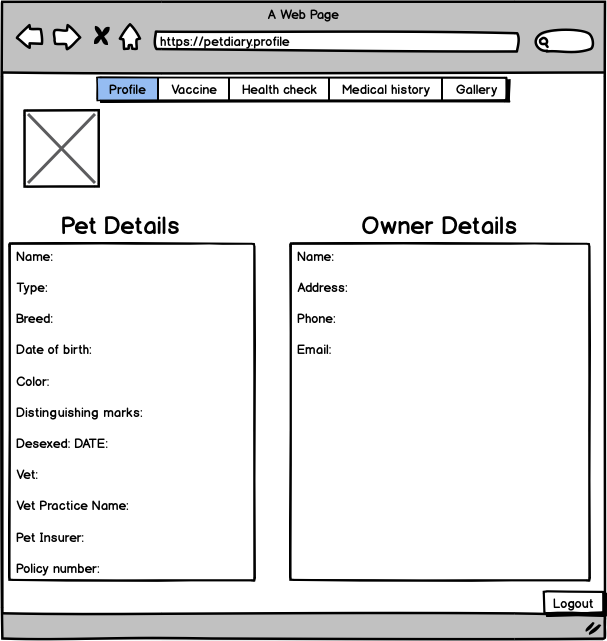 A Web Page
https://petdiary.profile
Profile Vaccine Health check Medical history Gallery
Pet Details
Name:
Type:
Breed:
Date of birth:
Color:
Distinguishing marks:
Desexed: DATE:
Vet:
Vet Practice Name:
Pet Insurer:
Policy number:
Owner Details
Name:
Address:
Phone:
Email:
Logout